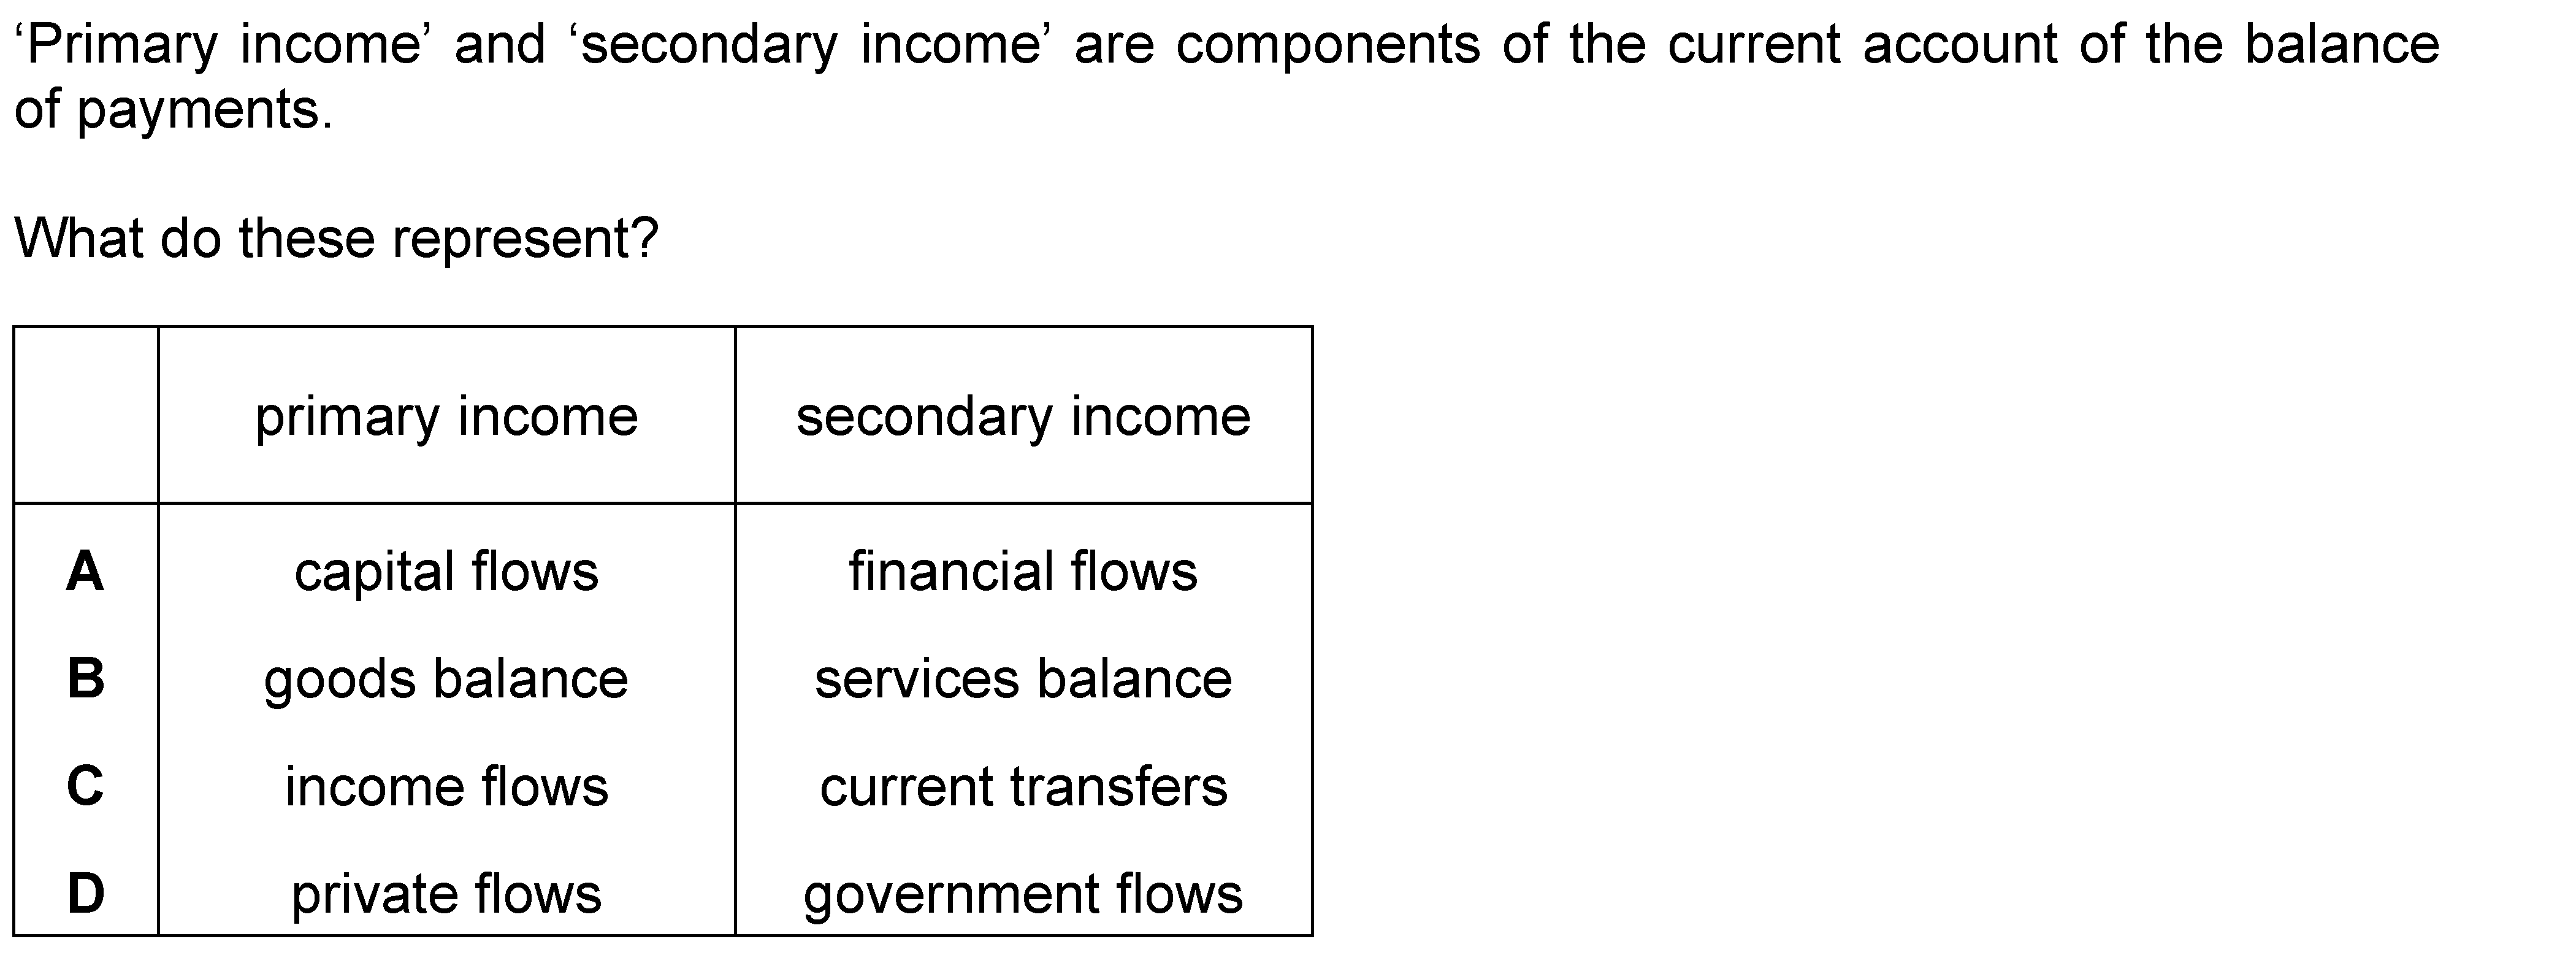 ‘Primary income’ and ‘secondary income’ are components of the current account of the balance
of payments.
What do these represent?
primary income secondary income
A capital flows financial flows
B goods balance services balance
C income flows current transfers
D private flows government flows